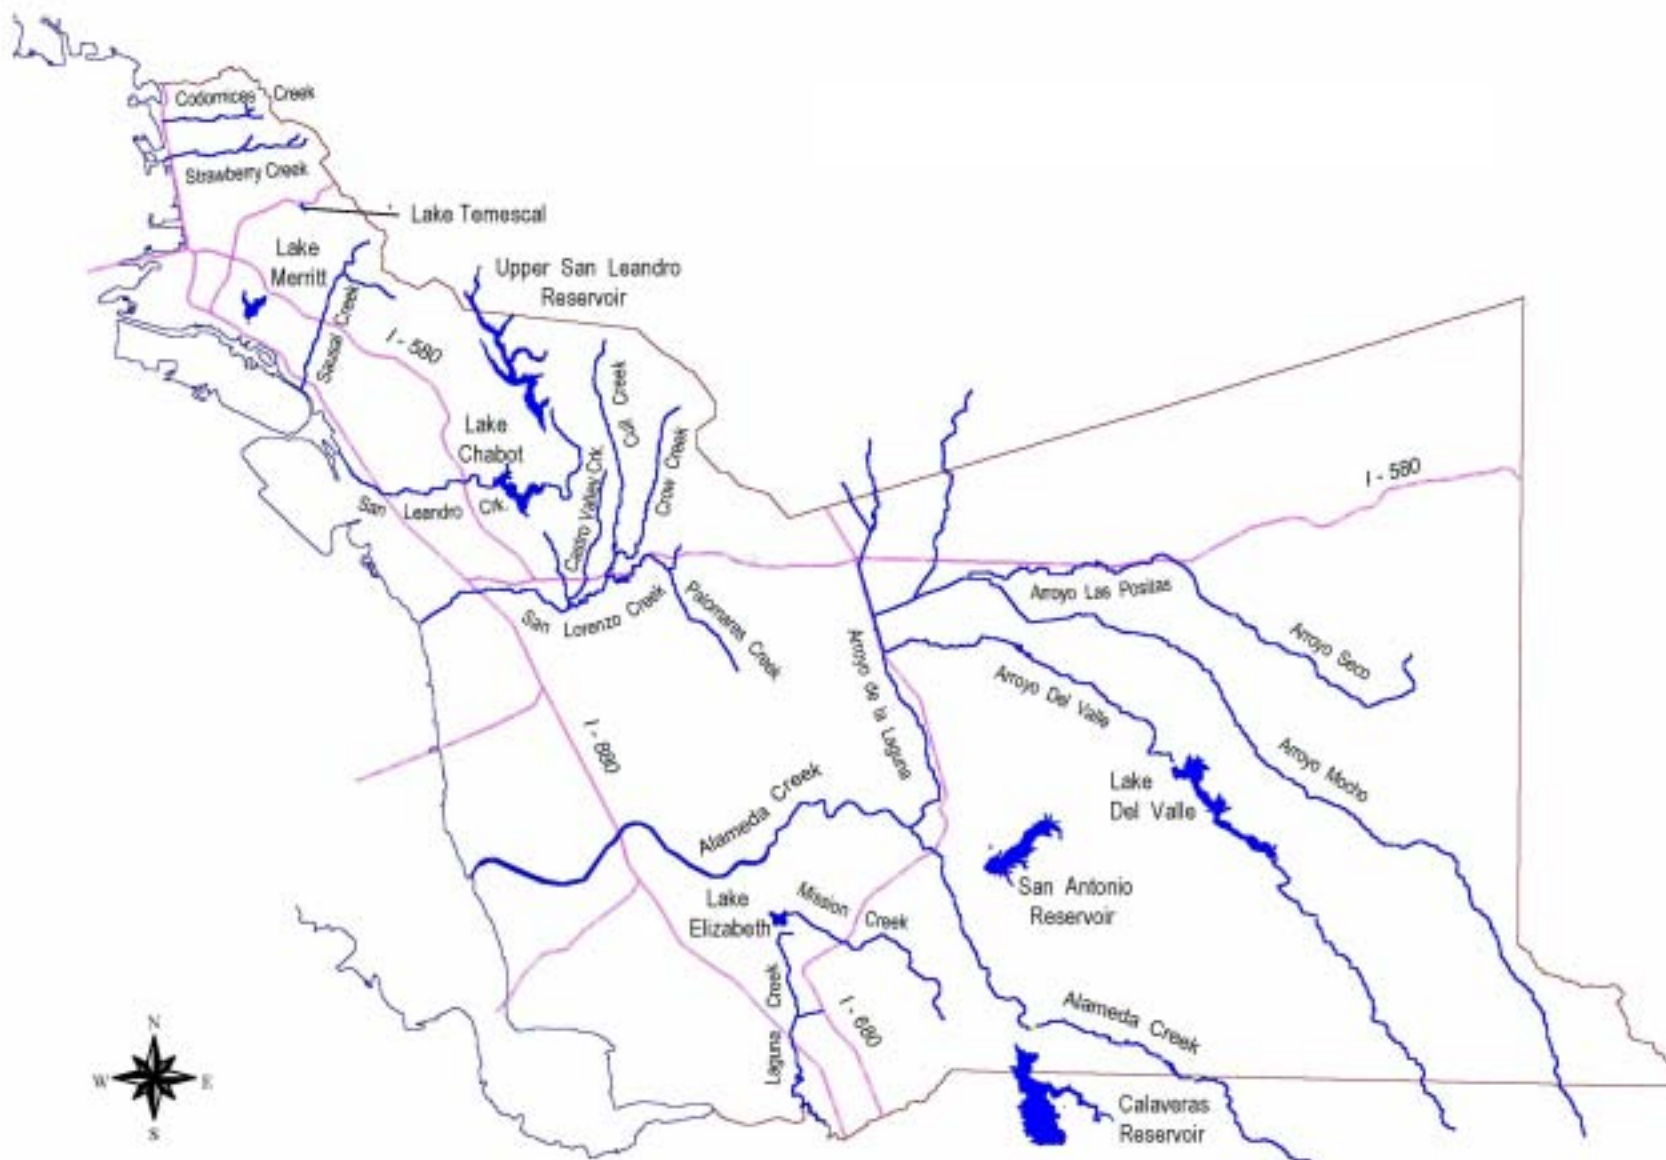 Codornices Creek
Strawberry Creek
Lake Temescal
Lake
Merritt
Upper San Leandro
Reservoir
Sausal Creek
I - 580
Lake
Chabot
Cull Creek
Crow Creek
Castro Valley Crk.
San Leandro Crk.
I - 580
San Lorenzo Creek
Palomares Creek
Arroyo Las Positas
Arroyo Seco
Arroyo de la Laguna
Arroyo Del Valle
Arroyo Mocho
I - 880
Alameda Creek
Lake
Del Valle
San Antonio
Reservoir
Lake
Elizabeth
Mission Creek
Laguna Creek
I - 680
Alameda Creek
Calaveras
Reservoir
N
W E
S